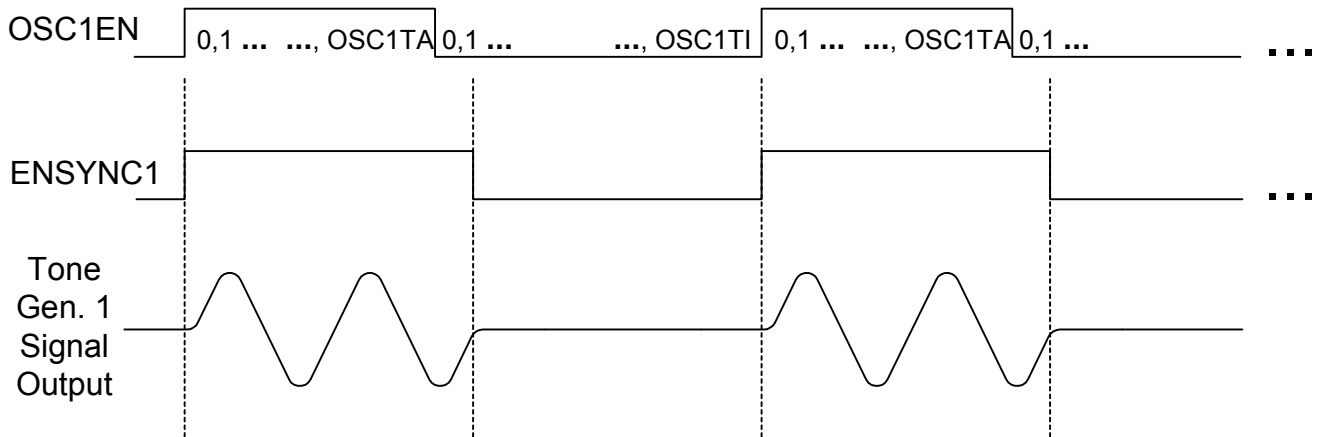 OSC1EN
0,1 ... ..., OSC1TA 0,1 ... ..., OSC1TI 0,1 ... ..., OSC1TA 0,1 ...
...
ENSYNC1
...
Tone
Gen. 1
Signal
Output